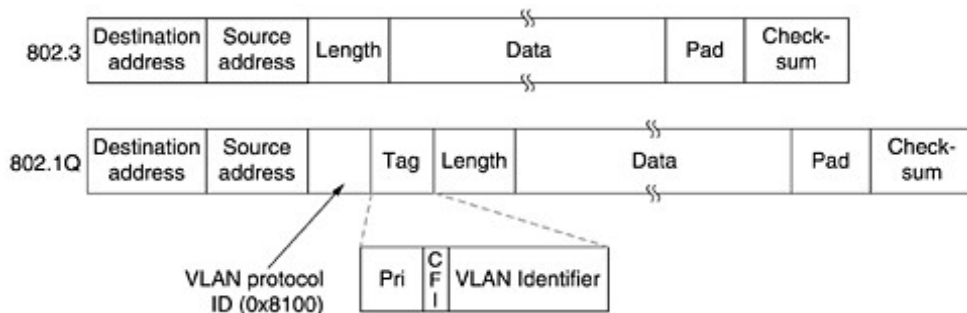 802.3
Destination
address
Source
address
Length
Data
Pad
Check-
sum
802.1Q
Destination
address
Source
address
Tag
Length
Data
Pad
Check-
sum
VLAN protocol
ID (0x8100)
Pri
C
F
I
VLAN Identifier